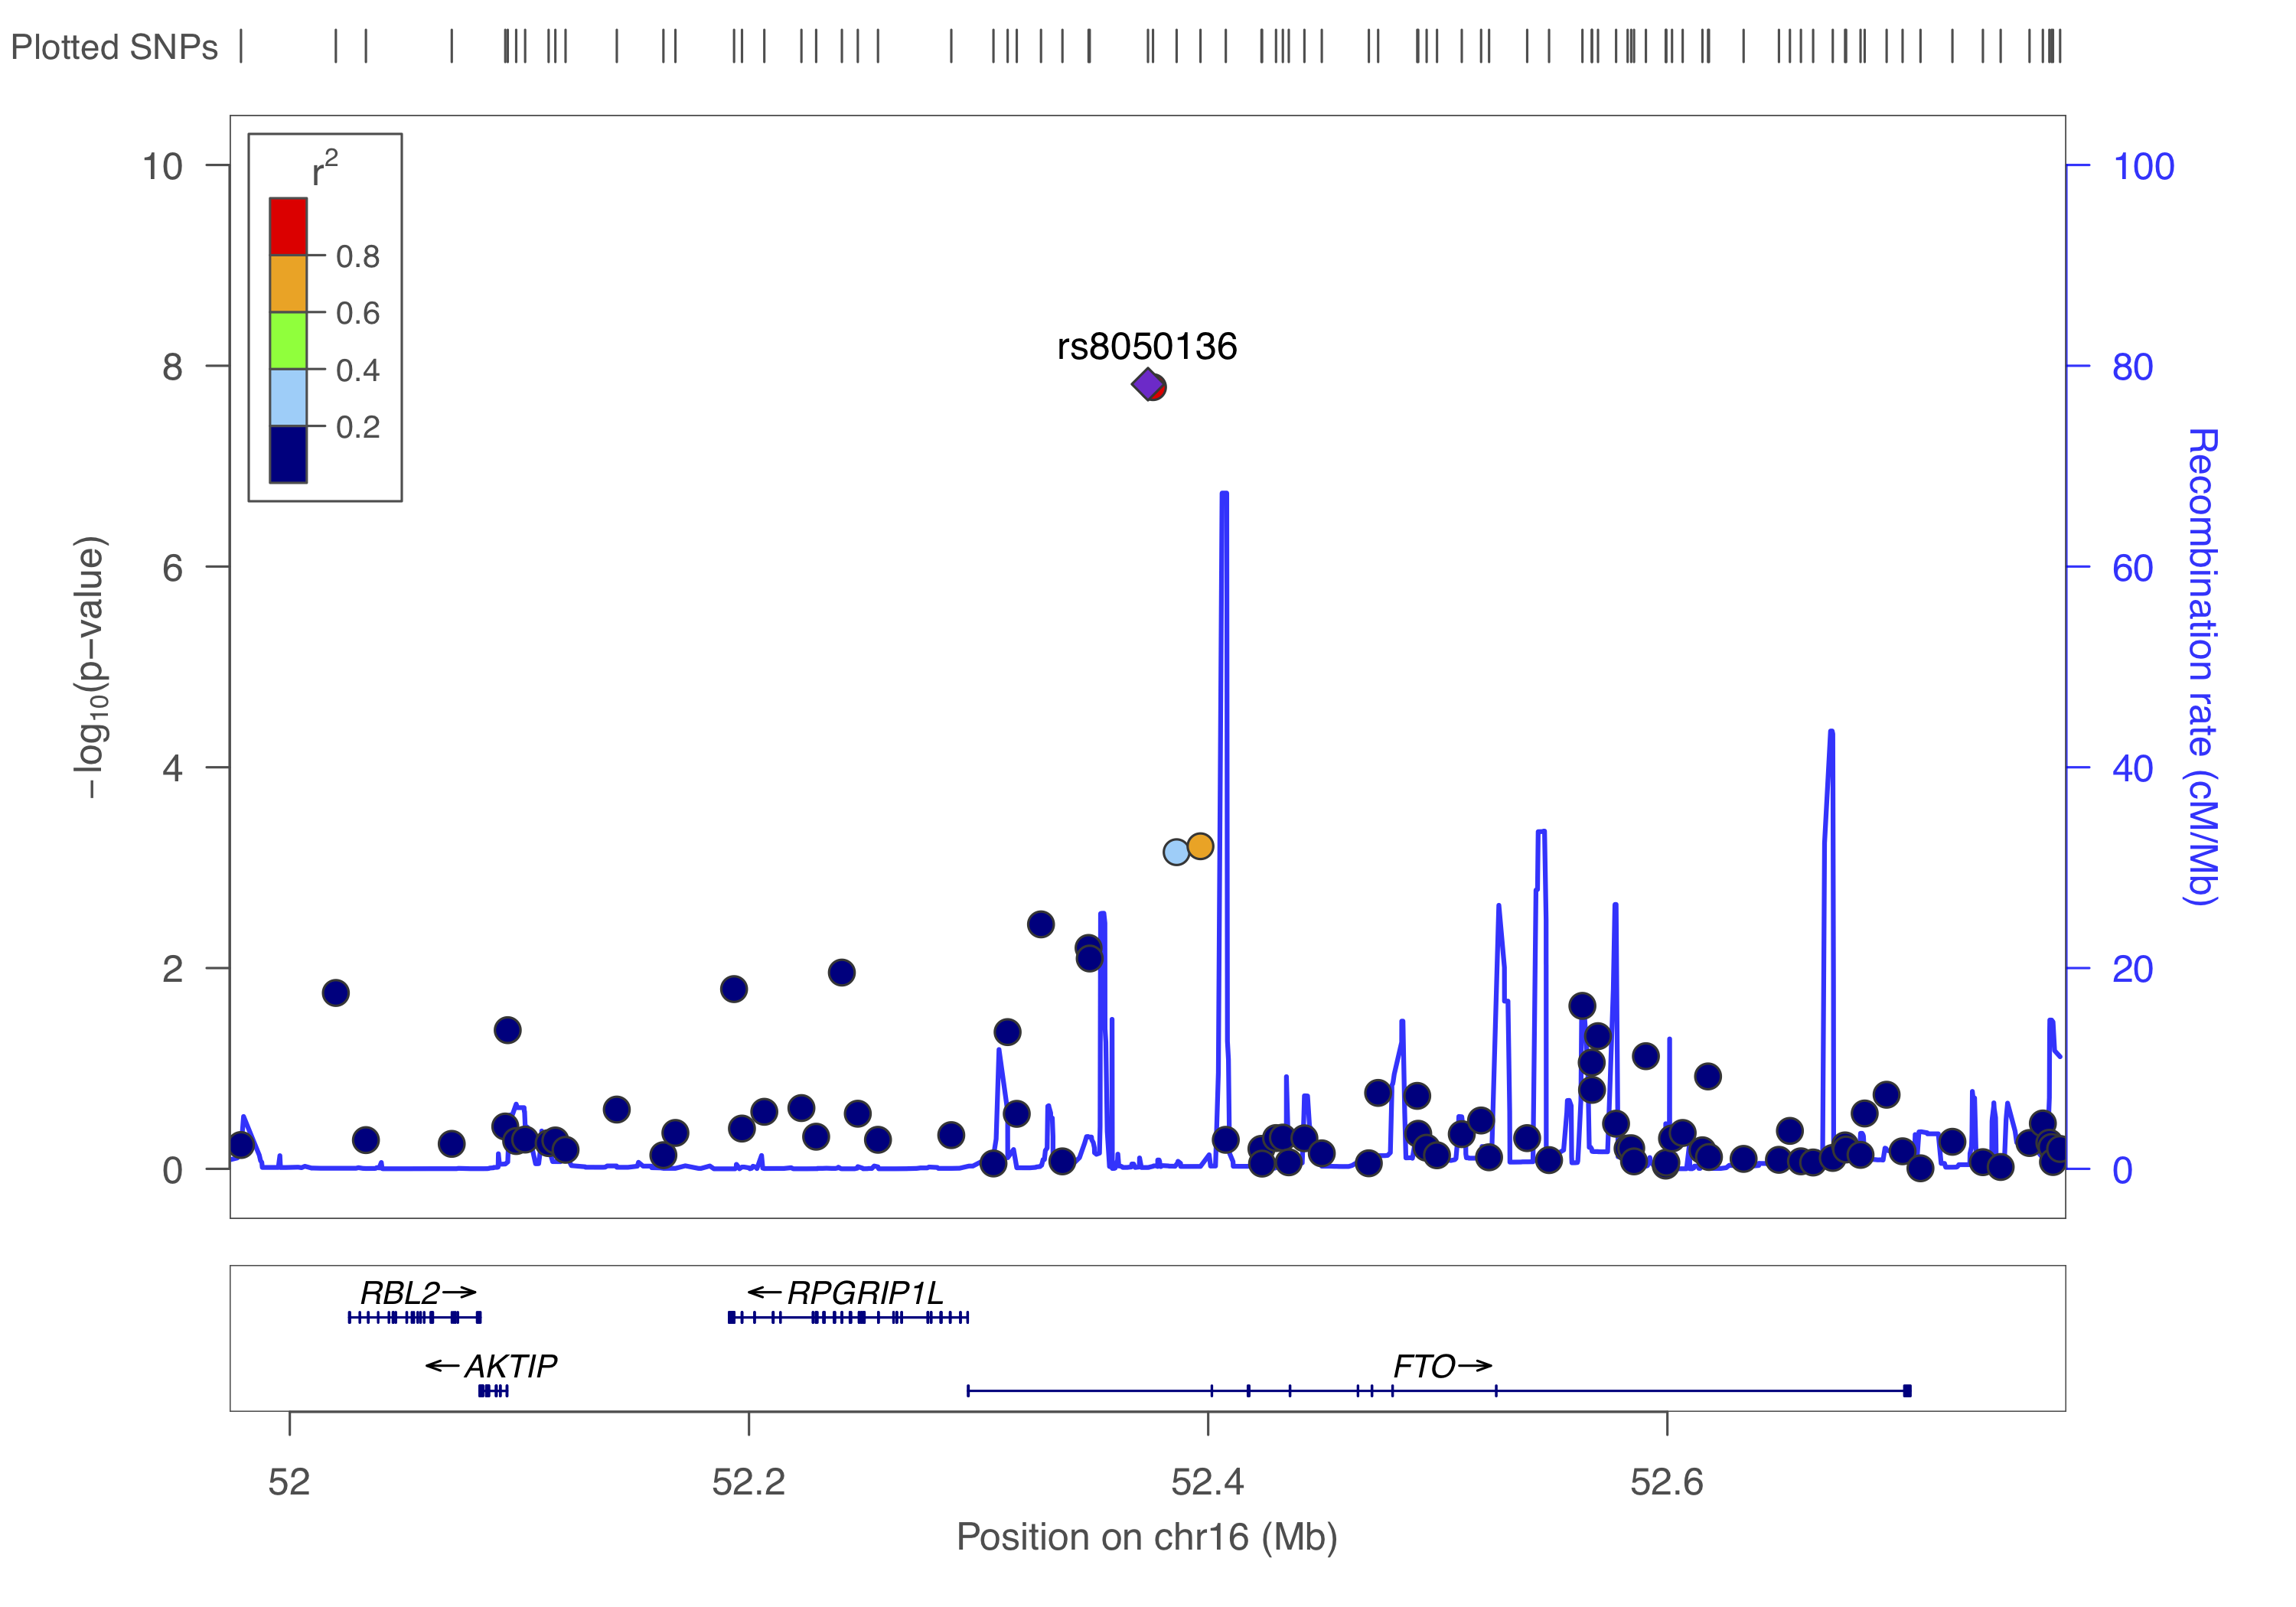 Plotted SNPs
r2
0.8
0.6
0.4
0.2
rs8050136
10
8
6
4
2
0
−log10(p−value)
100
80
60
40
20
0
Recombination rate (cM/Mb)
RBL2→
←RPGRIP1L
←AKTIP
FTO→
52 52.2 52.4 52.6
Position on chr16 (Mb)